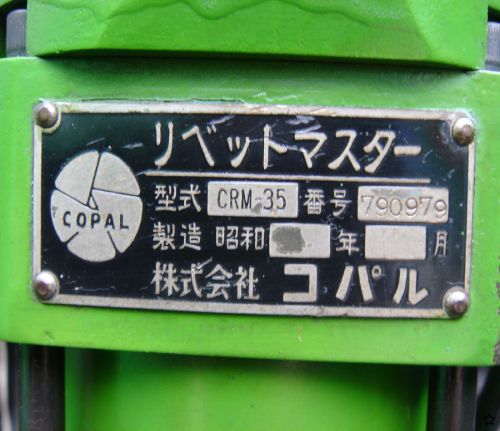 リベットマスター
COPAL
型式 CRM-35 番号 790979
製造 昭和 年 月
株式会社 コパル